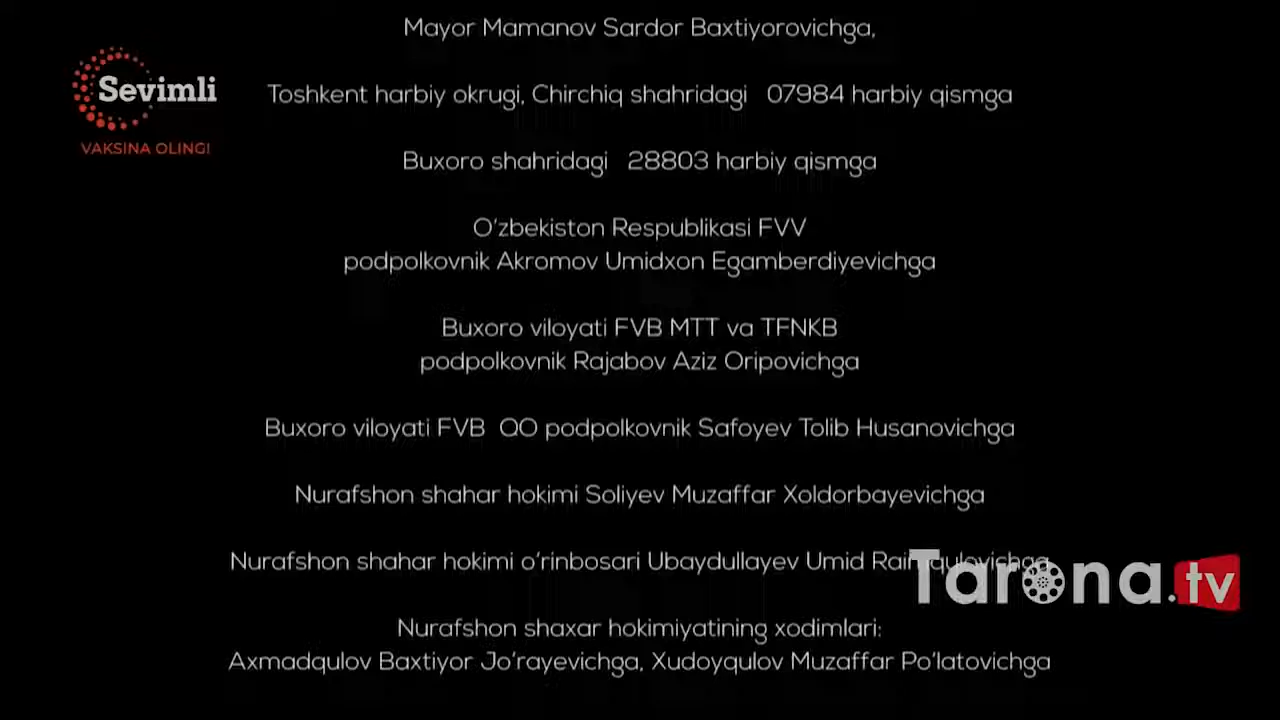 Mayor Mamanov Sardor Baxtiyorovichga,
Sevimli
VAKSINA OLING!
Toshkent harbiy okrugi, Chirchiq shahridagi 07984 harbiy qismga
Buxoro shahridagi 28803 harbiy qismga
O‘zbekiston Respublikasi FVV
podpolkovnik Akromov Umidxon Egamberdiyevichga
Buxoro viloyati FVB MTT va TFNKB
podpolkovnik Rajabov Aziz Oripovichga
Buxoro viloyati FVB QO podpolkovnik Safoyev Tolib Husanovichga
Nurafshon shahar hokimi Soliyev Muzaffar Xoldorbayevichga
Nurafshon shahar hokimi o‘rinbosari Ubaydullayev Umid
Tarona.tv
Nurafshon shaxar hokimiyatining xodimlari:
Axmadqulov Baxtiyor Jo‘rayevichga, Xudoyqulov Muzaffar Po‘latovichga